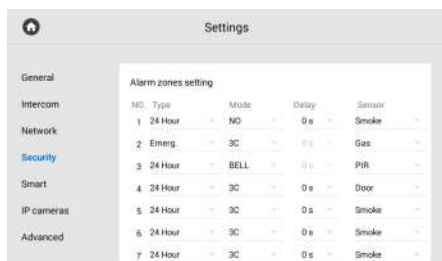 Settings
General
Intercom
Network
Security
Smart
IP cameras
Advanced
Alarm zones setting
NO. Type Mode Delay Sensor
1 24 Hour NO 0 s Smoke
2 Emerg. 3C 0 s Gas
3 24 Hour BELL 0 s PIR
4 24 Hour 3C 0 s Door
5 24 Hour 3C 0 s Smoke
6 24 Hour 3C 0 s Smoke
7 24 Hour 3C 0 s Smoke